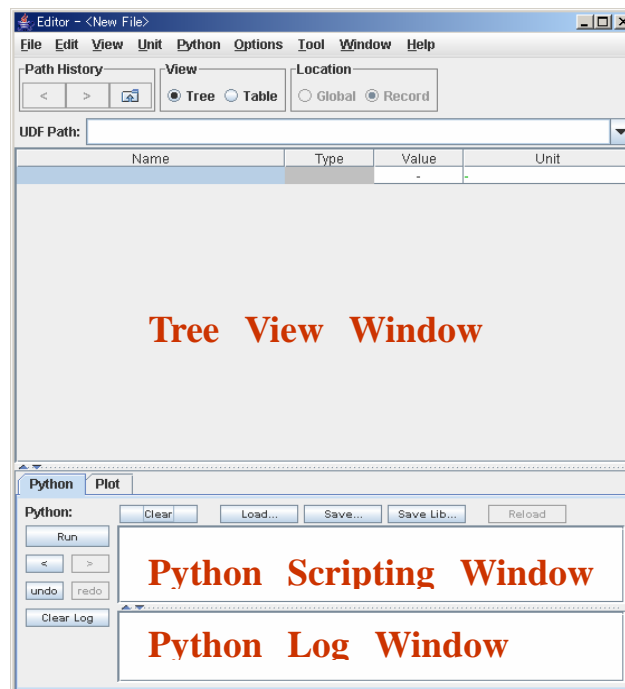 Editor - <New File>
File Edit View Unit Python Options Tool Window Help
Path History View Location
< > Tree Table Global Record
UDF Path:
Name Type Value Unit
- -
Tree View Window
Python Plot
Python: Clear Load... Save... Save Lib... Reload
Run
< >
undo redo
Python Scripting Window
Clear Log
Python Log Window